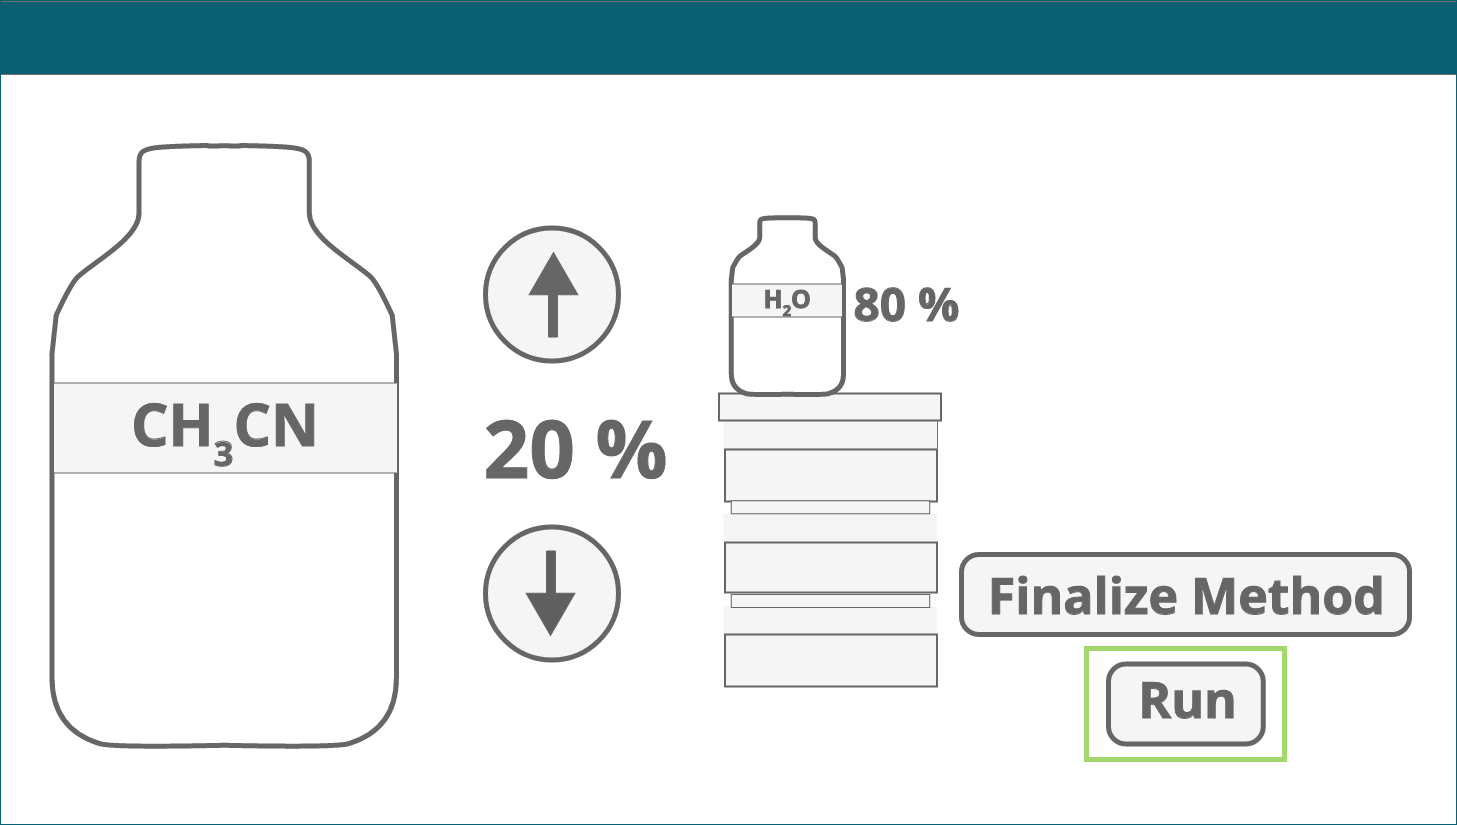 CH₃CN
20 %
H₂O
80 %
Finalize Method
Run